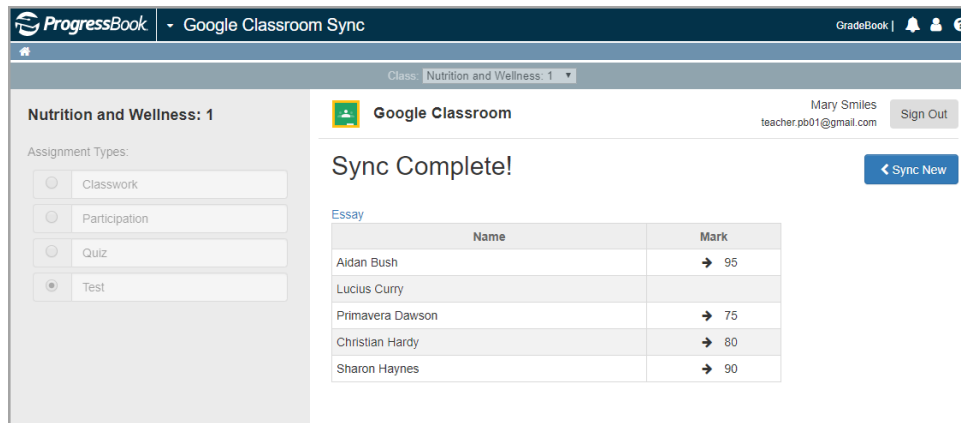 ProgressBook Google Classroom Sync GradeBook |
Class: Nutrition and Wellness: 1
Nutrition and Wellness: 1
Assignment Types:
Classwork
Participation
Quiz
Test
Google Classroom
Mary Smiles
teacher.pb01@gmail.com
Sign Out
Sync Complete!
Sync New
Essay
Name Mark
Aidan Bush 95
Lucius Curry
Primavera Dawson 75
Christian Hardy 80
Sharon Haynes 90